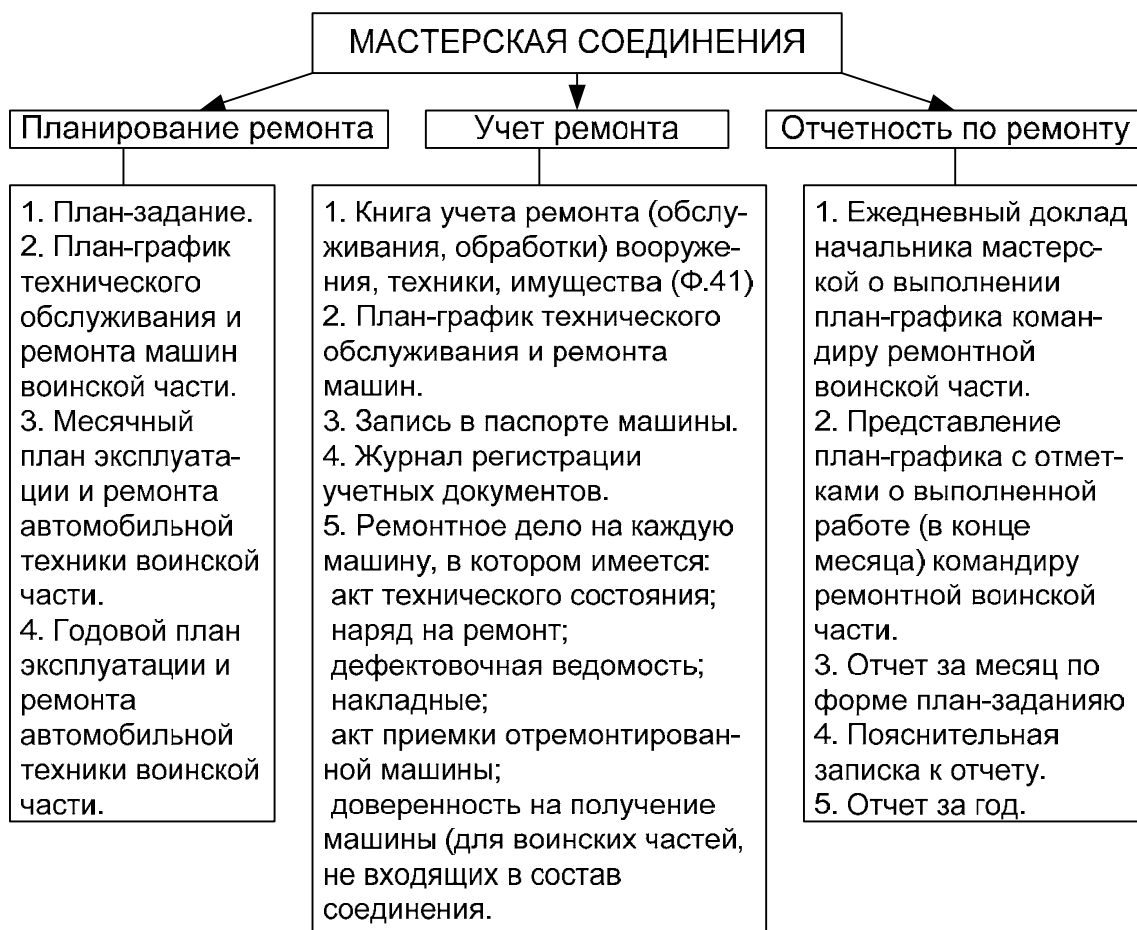 МАСТЕРСКАЯ СОЕДИНЕНИЯ
Планирование ремонта
Учет ремонта
Отчетность по ремонту
1. План-задание.
2. План-график
технического
обслуживания и
ремонта машин
воинской части.
3. Месячный
план эксплуата-
ции и ремонта
автомобильной
техники воинской
части.
4. Годовой план
эксплуатации и
ремонта
автомобильной
техники воинской
части.
1. Книга учета ремонта (обслу-
живания, обработки) вооруже-
ния, техники, имущества (Ф.41)
2. План-график технического
обслуживания и ремонта
машин.
3. Запись в паспорте машины.
4. Журнал регистрации
учетных документов.
5. Ремонтное дело на каждую
машину, в котором имеется:
акт технического состояния;
наряд на ремонт;
дефектовочная ведомость;
накладные;
акт приемки отремонтирован-
ной машины;
доверенность на получение
машины (для воинских частей,
не входящих в состав
соединения.
1. Ежедневный доклад
начальника мастерс-
кой о выполнении
план-графика коман-
диру ремонтной
воинской части.
2. Представление
план-графика с отмет-
ками о выполненной
работе (в конце
месяца) командиру
ремонтной воинской
части.
3. Отчет за месяц по
форме план-заданияю
4. Пояснительная
записка к отчету.
5. Отчет за год.